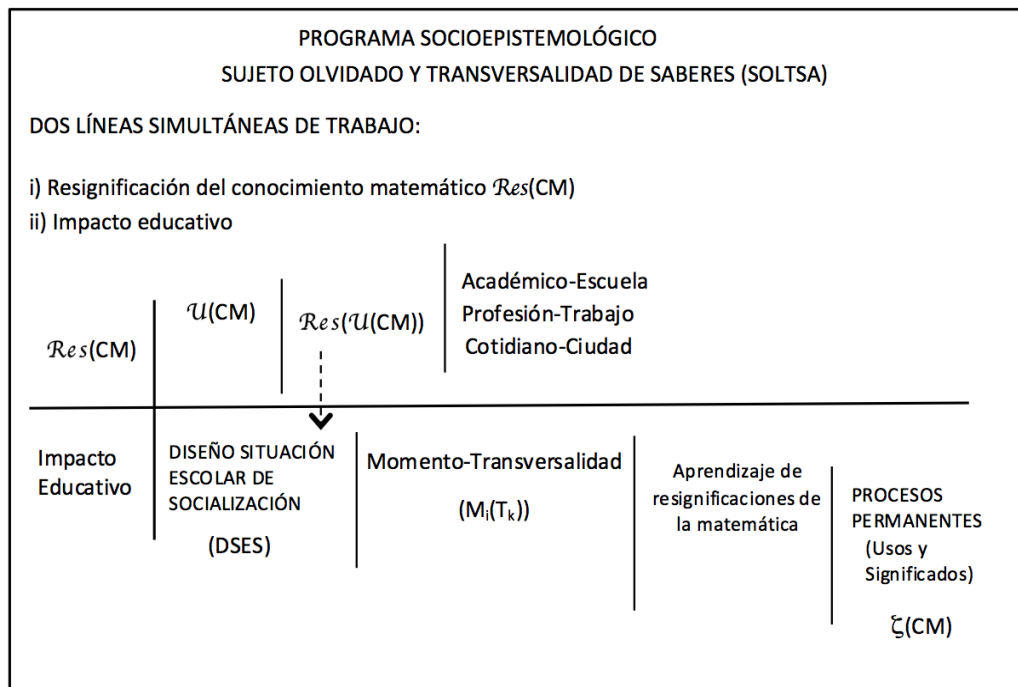 PROGRAMA SOCIOEPISTEMOLÓGICO
SUJETO OLVIDADO Y TRANSVERSALIDAD DE SABERES (SOLTSA)
DOS LÍNEAS SIMULTÁNEAS DE TRABAJO:
i) Resignificación del conocimiento matemático Res(CM)
ii) Impacto educativo
Res(CM)
U(CM)
Res(U(CM))
Académico-Escuela
Profesión-Trabajo
Cotidiano-Ciudad
Impacto
Educativo
DISEÑO SITUACIÓN
ESCOLAR DE
SOCIALIZACIÓN
(DSES)
Momento-Transversalidad
(Mi(Tk))
Aprendizaje de
resignificaciones de
la matemática
PROCESOS
PERMANENTES
(Usos y
Significados)
ζ(CM)